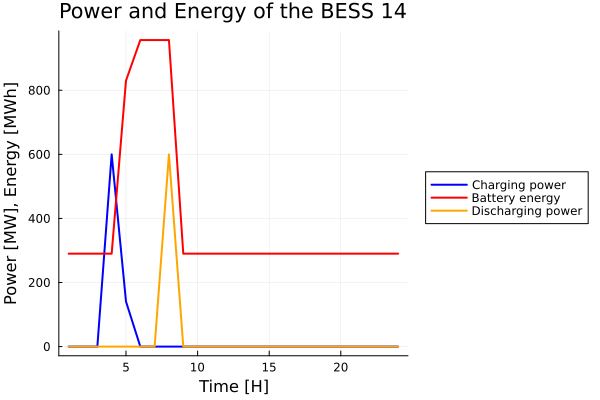 Power and Energy of the BESS 14
Power [MW], Energy [MWh]
800
600
400
200
0
5
10
15
20
Time [H]
Charging power
Battery energy
Discharging power